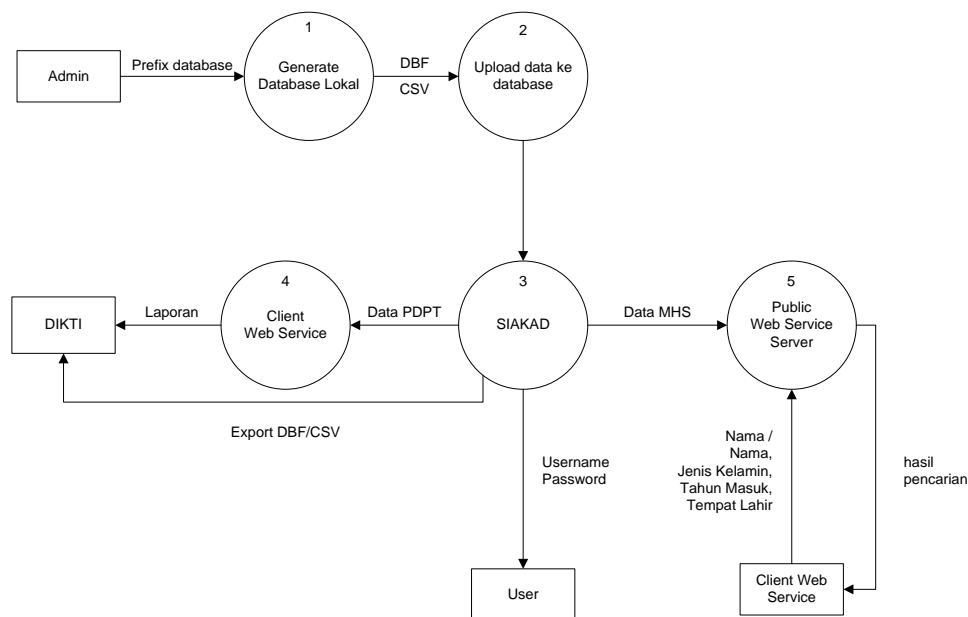 1
2
Admin
Prefix database
Generate
Database Lokal
DBF
CSV
Upload data ke
database
4
3
5
DIKTI
Laporan
Client
Web Service
Data PDPT
SIAKAD
Data MHS
Public
Web Service
Server
Export DBF/CSV
Username
Password
Nama /
Nama,
Jenis Kelamin,
Tahun Masuk,
Tempat Lahir
hasil
pencarian
User
Client Web
Service